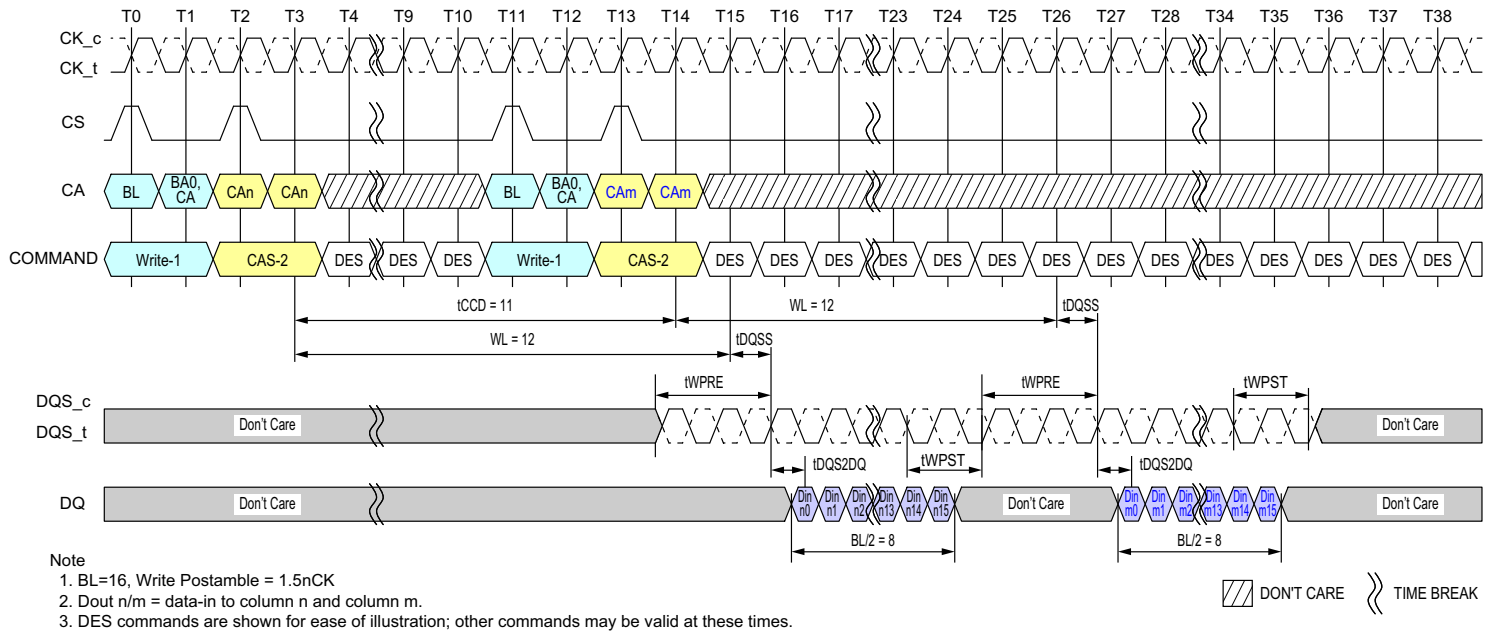 T0 T1 T2 T3 T4 T9 T10 T11 T12 T13 T14 T15 T16 T17 T23 T24 T25 T26 T27 T28 T34 T35 T36 T37 T38
CK_c
CK_t
CS
CA BL BA0, CA CAn CAn BL BA0, CA CAm CAm
COMMAND Write-1 CAS-2 DES DES DES Write-1 CAS-2 DES DES DES DES DES DES DES DES DES DES DES DES DES DES
tCCD = 11 WL = 12 tDQSS
WL = 12 tDQSS
tWPRE tWPRE tWPST
DQS_c
DQS_t Don't Care Don't Care
tDQS2DQ tWPST tDQS2DQ
DQ Don't Care Din n0 Din n1 Din n2 Din n13 Din n14 Din n15 Don't Care Din m0 Din m1 Din m2 Din m13 Din m14 Din m15 Don't Care
BL/2 = 8 BL/2 = 8
Note
1. BL=16, Write Postamble = 1.5nCK
2. Dout n/m = data-in to column n and column m.
3. DES commands are shown for ease of illustration; other commands may be valid at these times.
DON'T CARE TIME BREAK